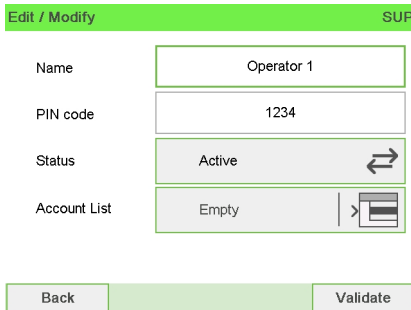 Edit / Modify SUP
Name Operator 1
PIN code 1234
Status Active
Account List Empty
Back Validate